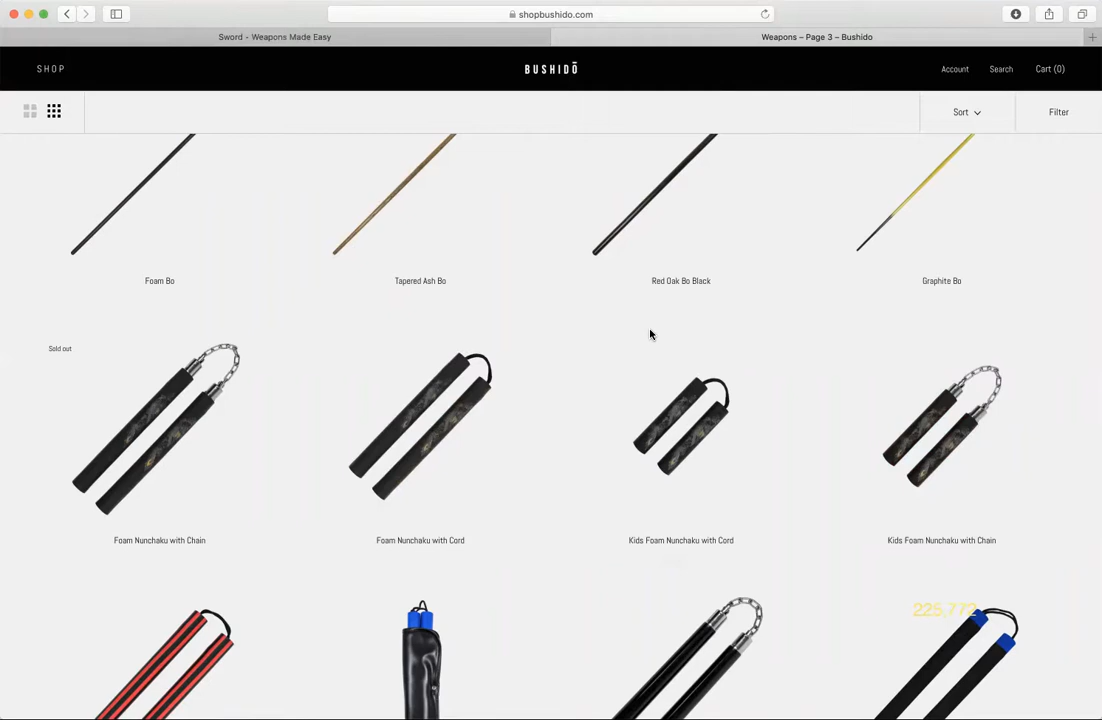 shopbushido.com
Sword - Weapons Made Easy
Weapons – Page 3 – Bushido
SHOP
BUSHIDŌ
Account
Search
Cart (0)
Sort
Filter
Foam Bo
Tapered Ash Bo
Red Oak Bo Black
Graphite Bo
Sold out
Foam Nunchaku with Chain
Foam Nunchaku with Cord
Kids Foam Nunchaku with Cord
Kids Foam Nunchaku with Chain
225,772